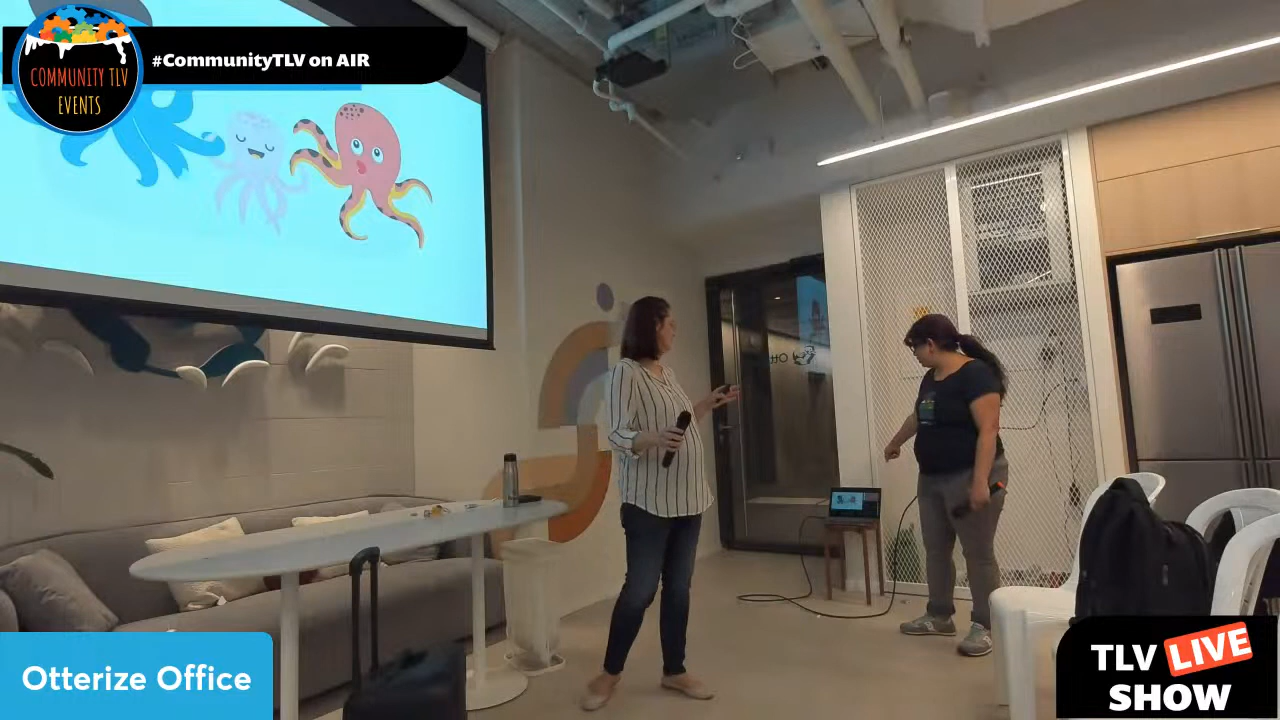 COMMUNITY TLV
EVENTS
#CommunityTLV on AIR
Otterize Office
TLV LIVE
SHOW